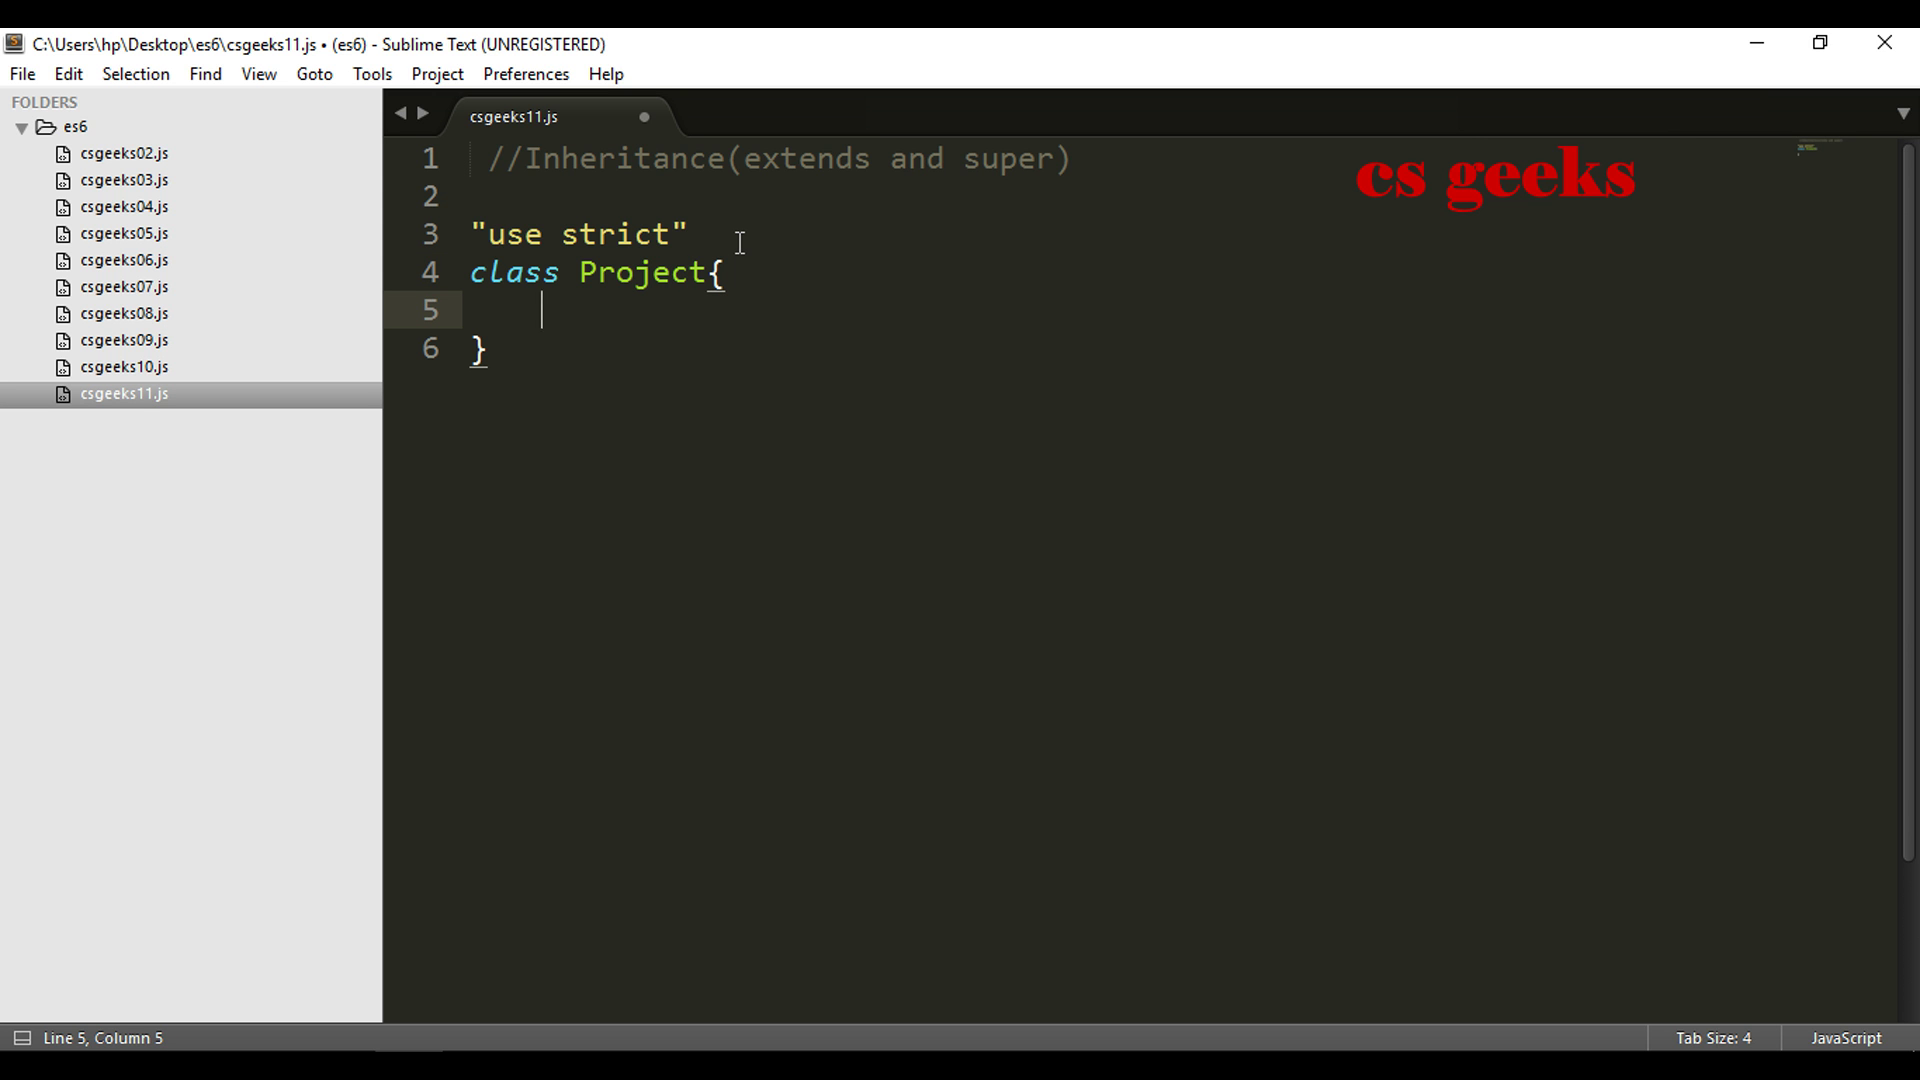 C:\Users\hp\Desktop\es6\csgeeks11.js • (es6) - Sublime Text (UNREGISTERED)
File Edit Selection Find View Goto Tools Project Preferences Help
FOLDERS
es6
csgeeks02.js
csgeeks03.js
csgeeks04.js
csgeeks05.js
csgeeks06.js
csgeeks07.js
csgeeks08.js
csgeeks09.js
csgeeks10.js
csgeeks11.js
csgeeks11.js
1 //Inheritance(extends and super)
2
3 "use strict"
4 class Project{
5
6 }
cs geeks
Line 5, Column 5
Tab Size: 4
JavaScript